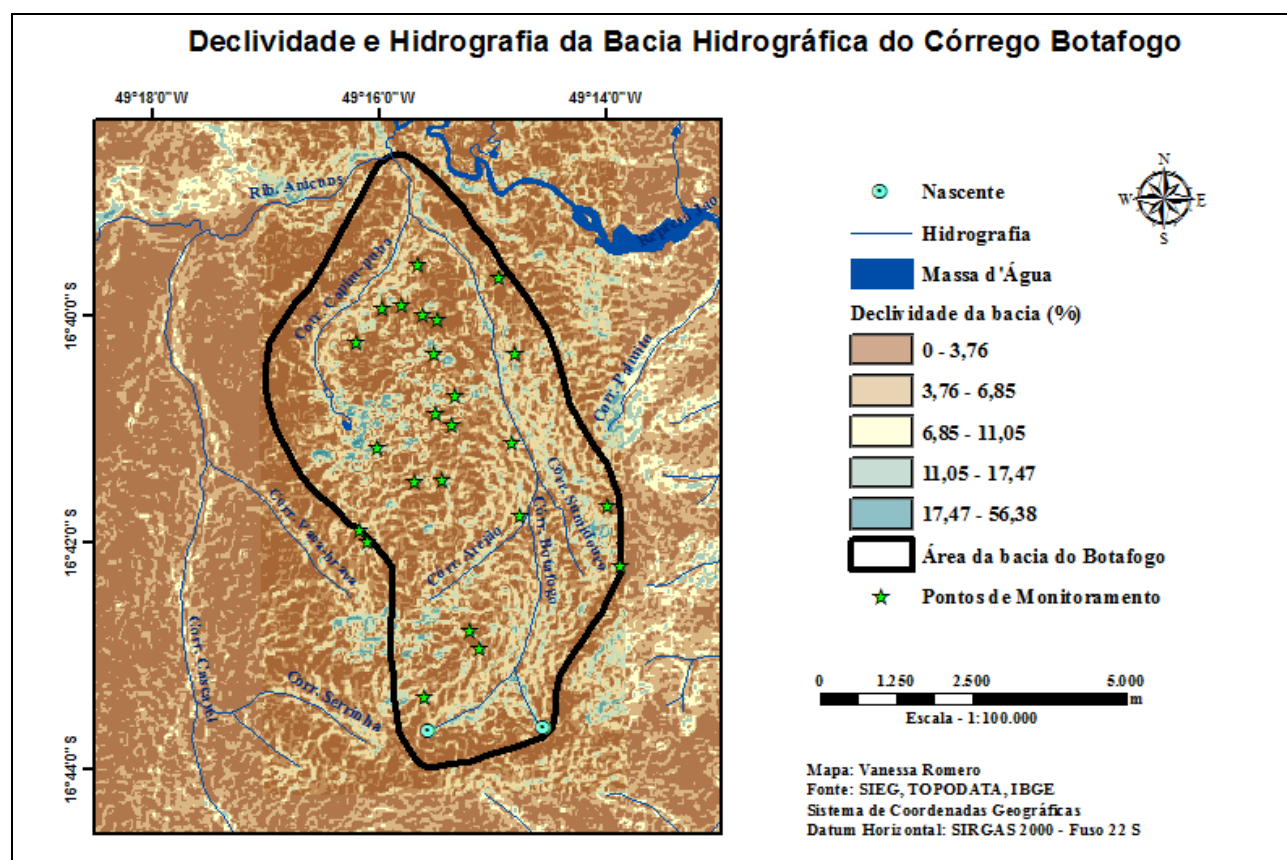 Declividade e Hidrografia da Bacia Hidrográfica do Córrego Botafogo
49°18'0"W
49°16'0"W
49°14'0"W
16°40'0"S
16°42'0"S
16°44'0"S
Rib. Anicuns
Represa Jao
Corr. Capim-puba
Corr. Palmito
Corr. Sumidouro
Corr. Vaca-brava
Corr. Areião
Corr. Botafogo
Corr. Cascavel
Corr. Serrinha
N
W
E
S
Nascente
Hidrografia
Massa d'Água
Declividade da bacia (%)
0 - 3,76
3,76 - 6,85
6,85 - 11,05
11,05 - 17,47
17,47 - 56,38
Área da bacia do Botafogo
Pontos de Monitoramento
0 1.250 2.500 5.000
m
Escala - 1:100.000
Mapa: Vanessa Romero
Fonte: SIEG, TOPODATA, IBGE
Sistema de Coordenadas Geográficas
Datum Horizontal: SIRGAS 2000 - Fuso 22 S